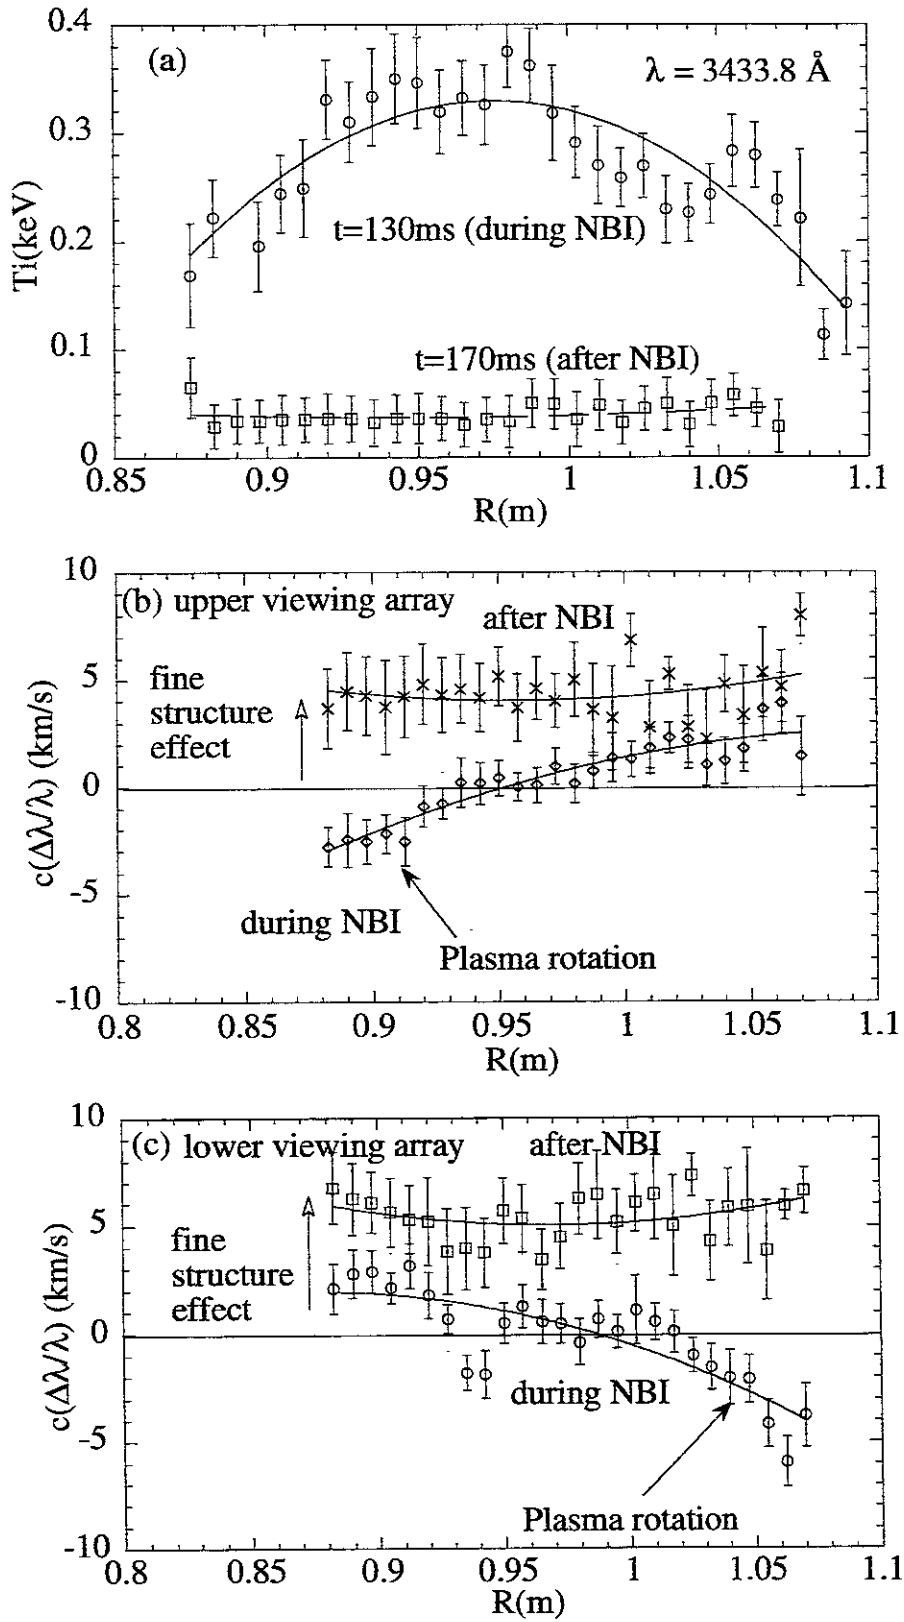 0.4
(a)
λ = 3433.8 Å
0.3
Ti(keV)
0.2
t=130ms (during NBI)
0.1
t=170ms (after NBI)
0
0.85
0.9
0.95
1
1.05
1.1
R(m)
10
(b) upper viewing array
after NBI
5
fine
structure
effect
c(Δλ/λ) (km/s)
0
-5
during NBI
Plasma rotation
-10
0.8
0.85
0.9
0.95
1
1.05
1.1
R(m)
10
(c) lower viewing array
after NBI
5
fine
structure
effect
c(Δλ/λ) (km/s)
0
during NBI
-5
Plasma rotation
-10
0.8
0.85
0.9
0.95
1
1.05
1.1
R(m)